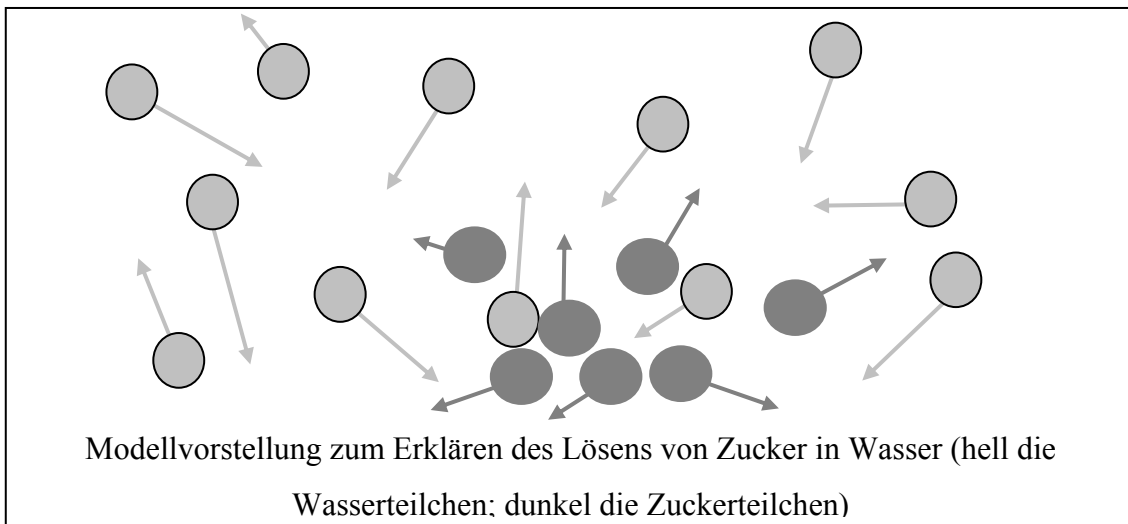 Modellvorstellung zum Erklären des Lösens von Zucker in Wasser (hell die
Wasserteilchen; dunkel die Zuckerteilchen)